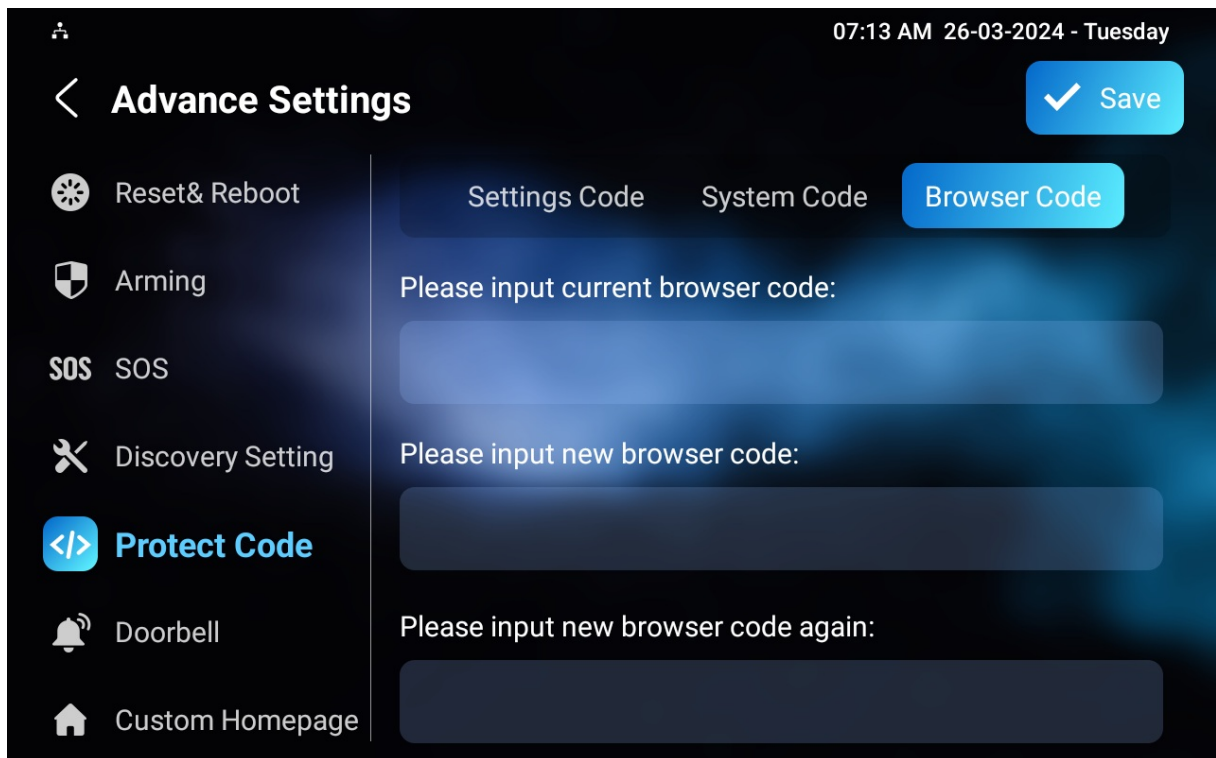 07:13 AM 26-03-2024 - Tuesday
Advance Settings
Save
Reset& Reboot
Arming
SOS SOS
Discovery Setting
</> Protect Code
Doorbell
Custom Homepage
Settings Code System Code Browser Code
Please input current browser code:
Please input new browser code:
Please input new browser code again: